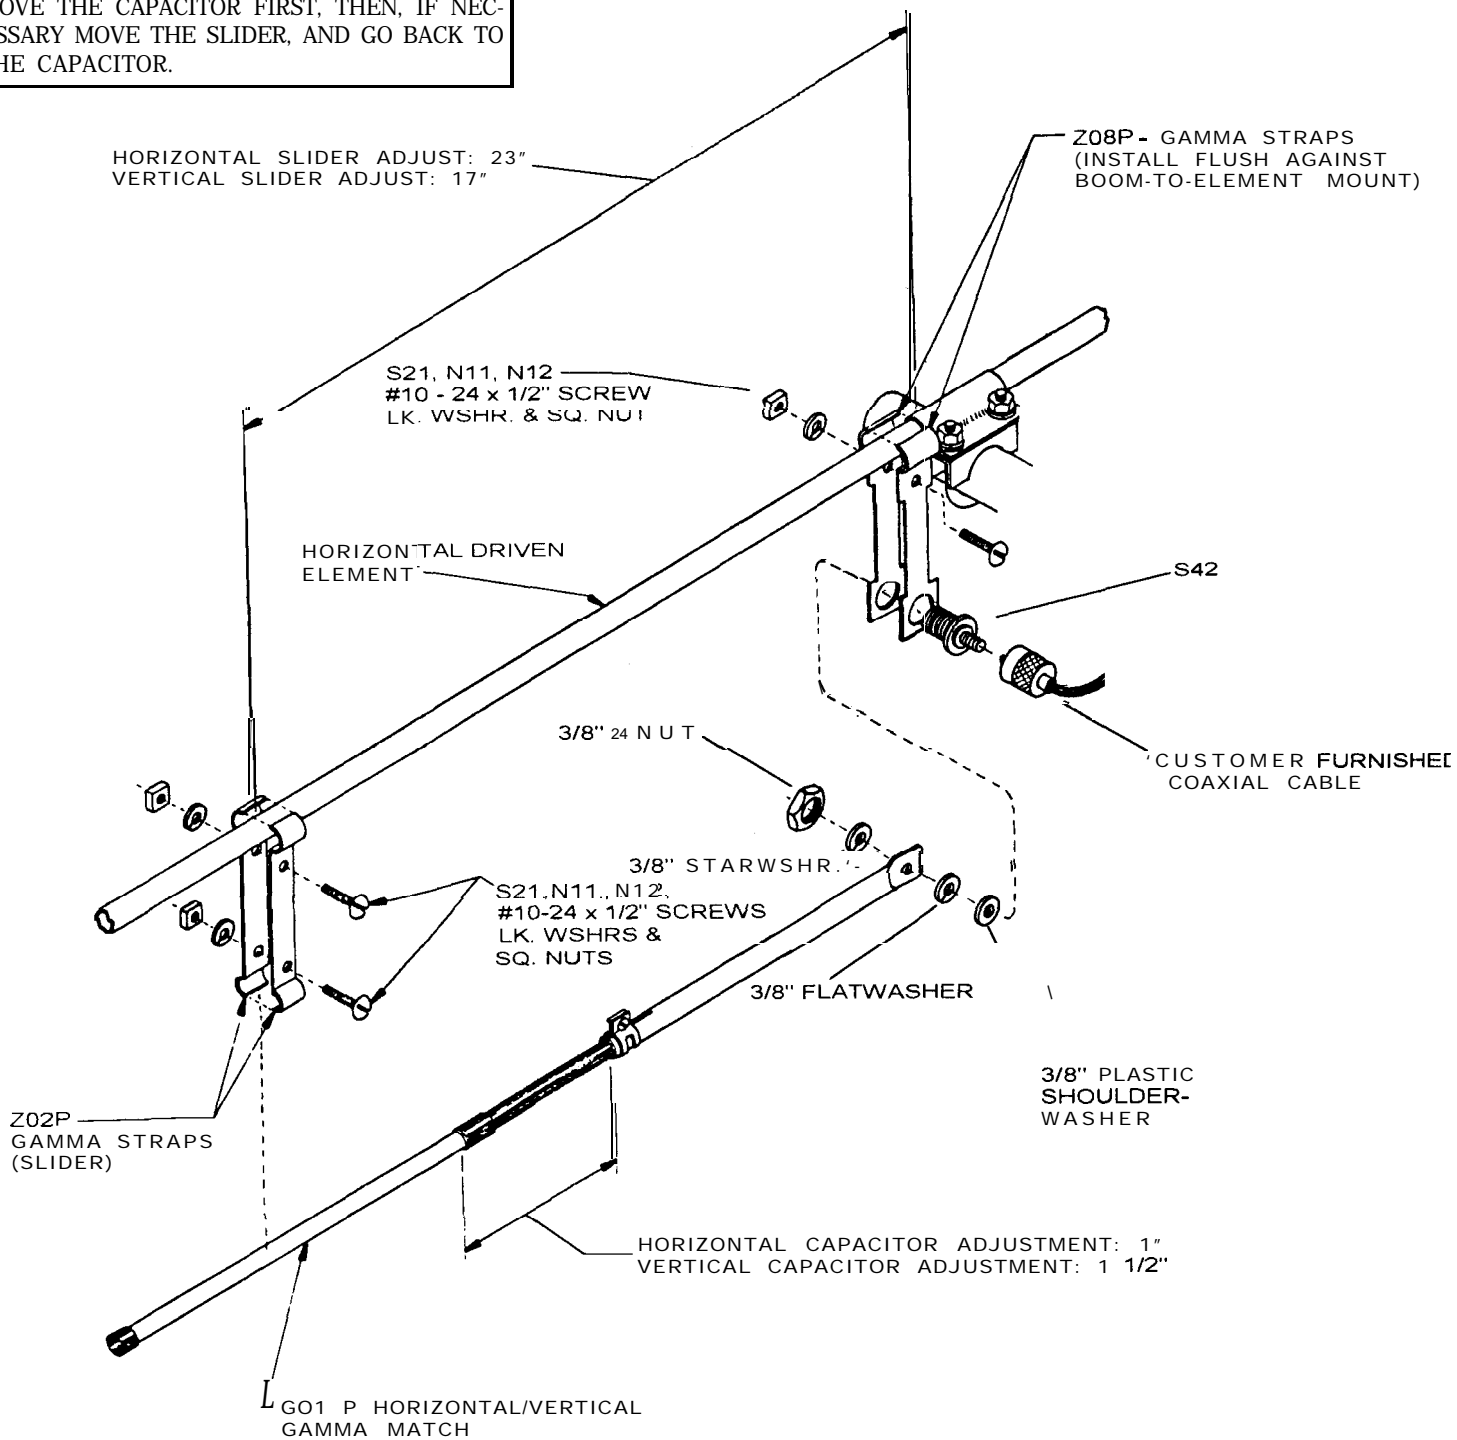 OVE THE CAPACITOR FIRST, THEN, IF NEC-
SSARY MOVE THE SLIDER, AND GO BACK TO
HE CAPACITOR.
HORIZONTAL SLIDER ADJUST: 23"
VERTICAL SLIDER ADJUST: 17"
Z08P - GAMMA STRAPS
(INSTALL FLUSH AGAINST
BOOM-TO-ELEMENT MOUNT)
S21, N11, N12
#10 - 24 x 1/2" SCREW
LK. WSHR. & SQ. NUT
HORIZONTAL DRIVEN
ELEMENT
S42
3/8" 24 NUT
CUSTOMER FURNISHED
COAXIAL CABLE
3/8" STARWSHR.
S21, N11., N12,
#10-24 x 1/2" SCREWS
LK. WSHRS &
SQ. NUTS
3/8" FLATWASHER
3/8" PLASTIC
SHOULDER-
WASHER
Z02P
GAMMA STRAPS
(SLIDER)
HORIZONTAL CAPACITOR ADJUSTMENT: 1"
VERTICAL CAPACITOR ADJUSTMENT: 1 1/2"
L GO1 P HORIZONTAL/VERTICAL
GAMMA MATCH